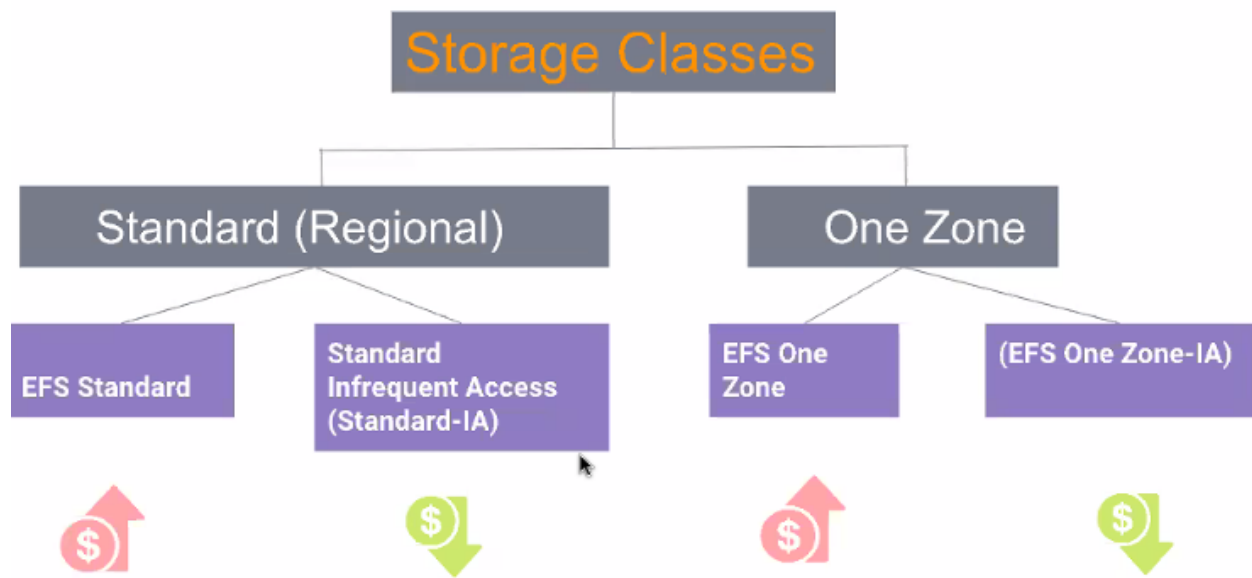 Storage Classes
Standard (Regional)
One Zone
EFS Standard
Standard
Infrequent Access
(Standard-IA)
EFS One
Zone
(EFS One Zone-IA)
$
$
$
$